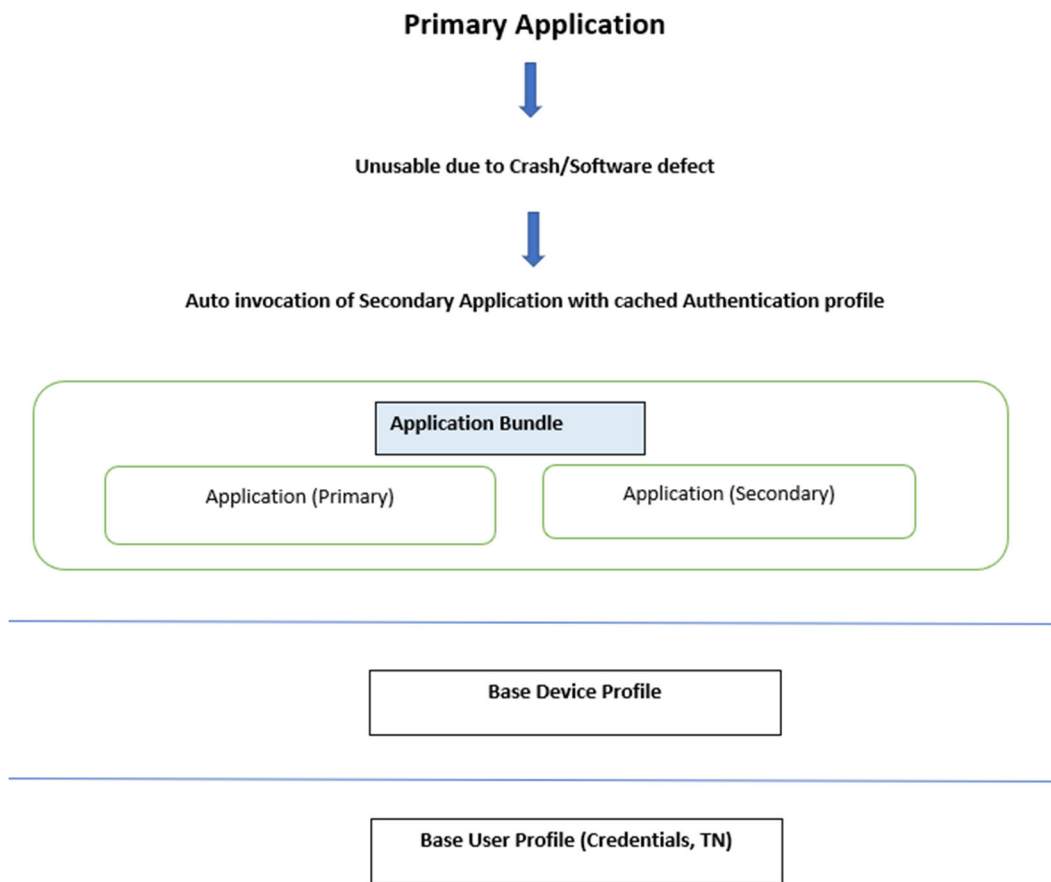 Primary Application
Unusable due to Crash/Software defect
Auto invocation of Secondary Application with cached Authentication profile
Application Bundle
Application (Primary)
Application (Secondary)
Base Device Profile
Base User Profile (Credentials, TN)